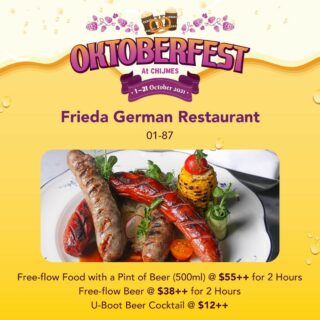 OKTOBERFEST
At CHIJMES
• 1–21 October 2021 •
Frieda German Restaurant
01-87
Free-flow Food with a Pint of Beer (500ml) @ $55++ for 2 Hours
Free-flow Beer @ $38++ for 2 Hours
U-Boot Beer Cocktail @ $12++